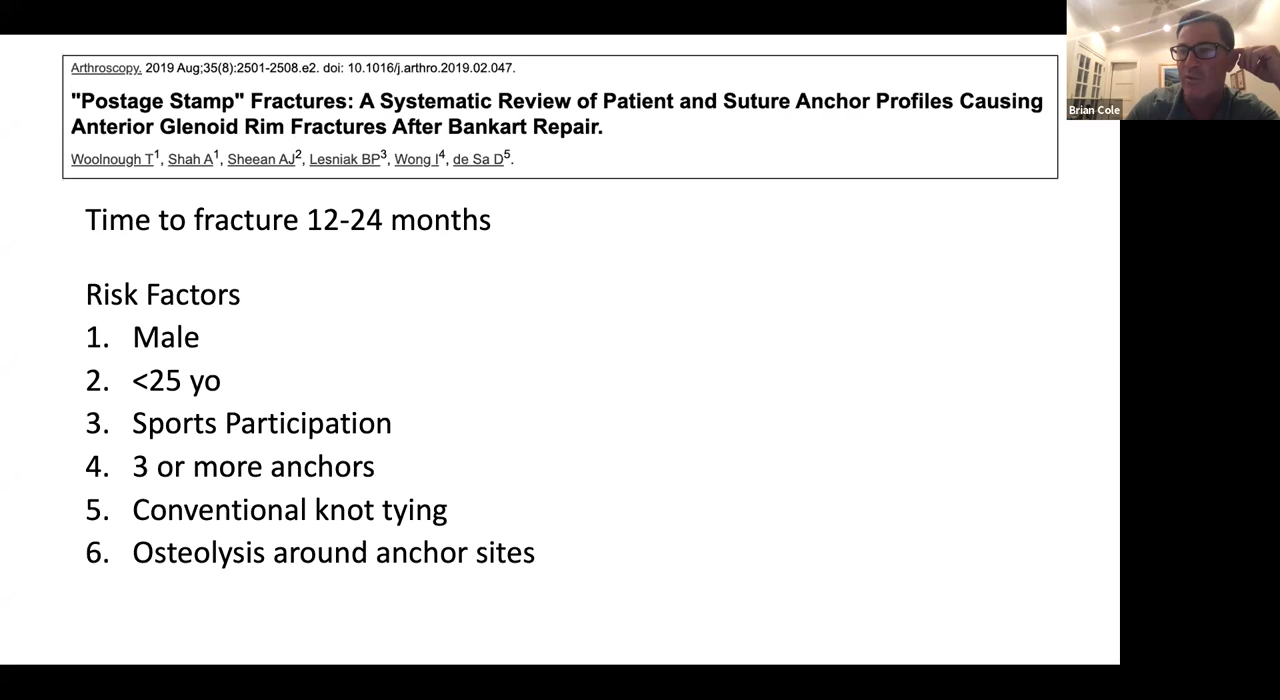 Arthroscopy. 2019 Aug;35(8):2501-2508.e2. doi: 10.1016/j.arthro.2019.02.047.
"Postage Stamp" Fractures: A Systematic Review of Patient and Suture Anchor Profiles Causing
Anterior Glenoid Rim Fractures After Bankart Repair.
Woolnough T1, Shah A1, Sheean AJ2, Lesniak BP3, Wong I4, de Sa D5.
Brian Cole
Time to fracture 12-24 months
Risk Factors
1. Male
2. <25 yo
3. Sports Participation
4. 3 or more anchors
5. Conventional knot tying
6. Osteolysis around anchor sites